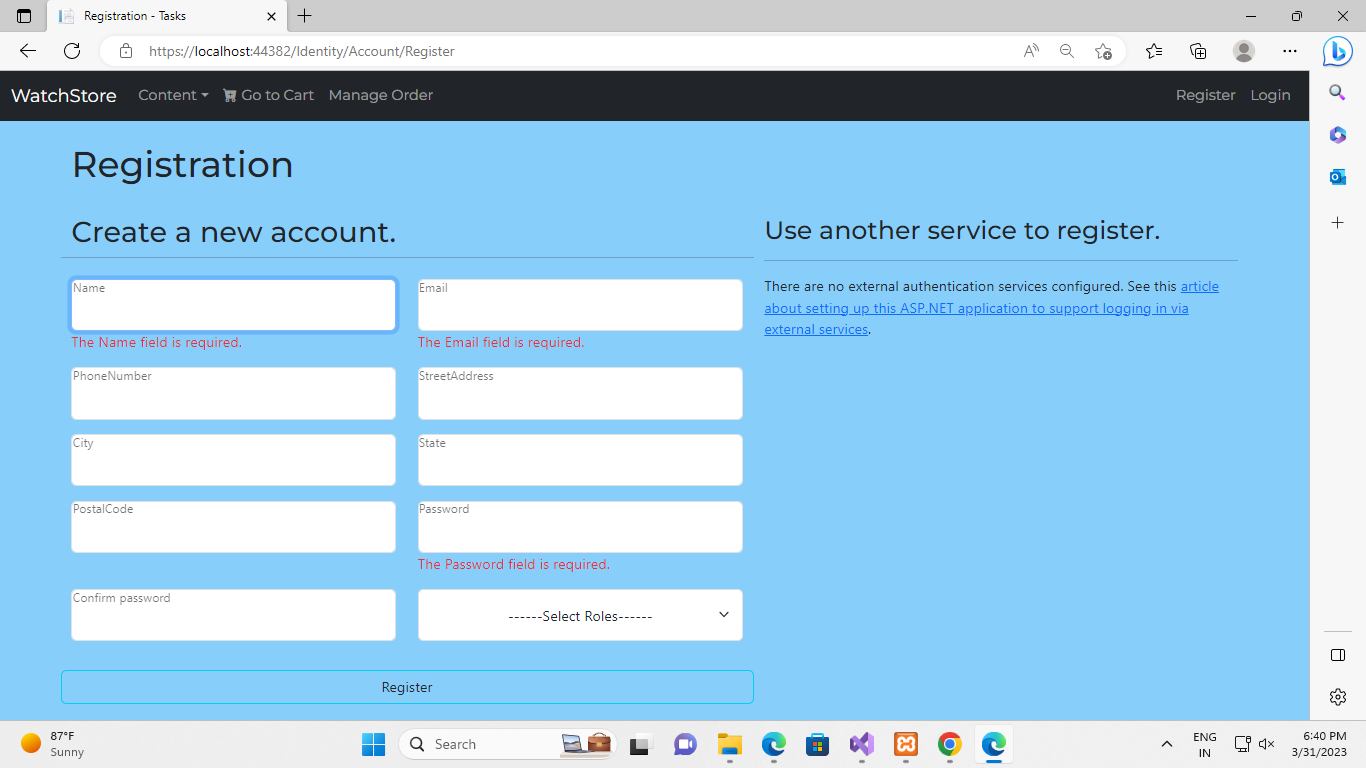 Registration - Tasks
https://localhost:44382/Identity/Account/Register
WatchStore Content Go to Cart Manage Order Register Login
Registration
Create a new account.
Use another service to register.
There are no external authentication services configured. See this article
about setting up this ASP.NET application to support logging in via
external services.
Name
The Name field is required.
Email
The Email field is required.
PhoneNumber
StreetAddress
City
State
PostalCode
Password
The Password field is required.
Confirm password
------Select Roles------
Register
87°F
Sunny
Search
ENG
IN
6:40 PM
3/31/2023